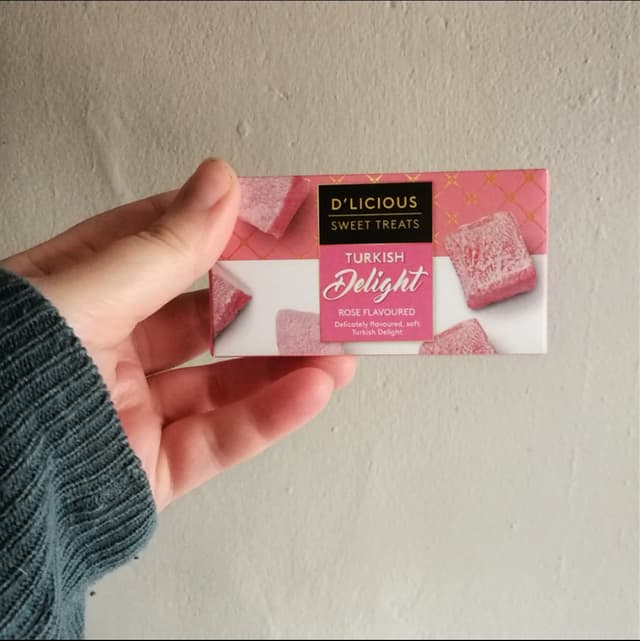 D'LICIOUS
SWEET TREATS
TURKISH
Delight
ROSE FLAVOURED
Delicately flavoured, soft
Turkish Delight